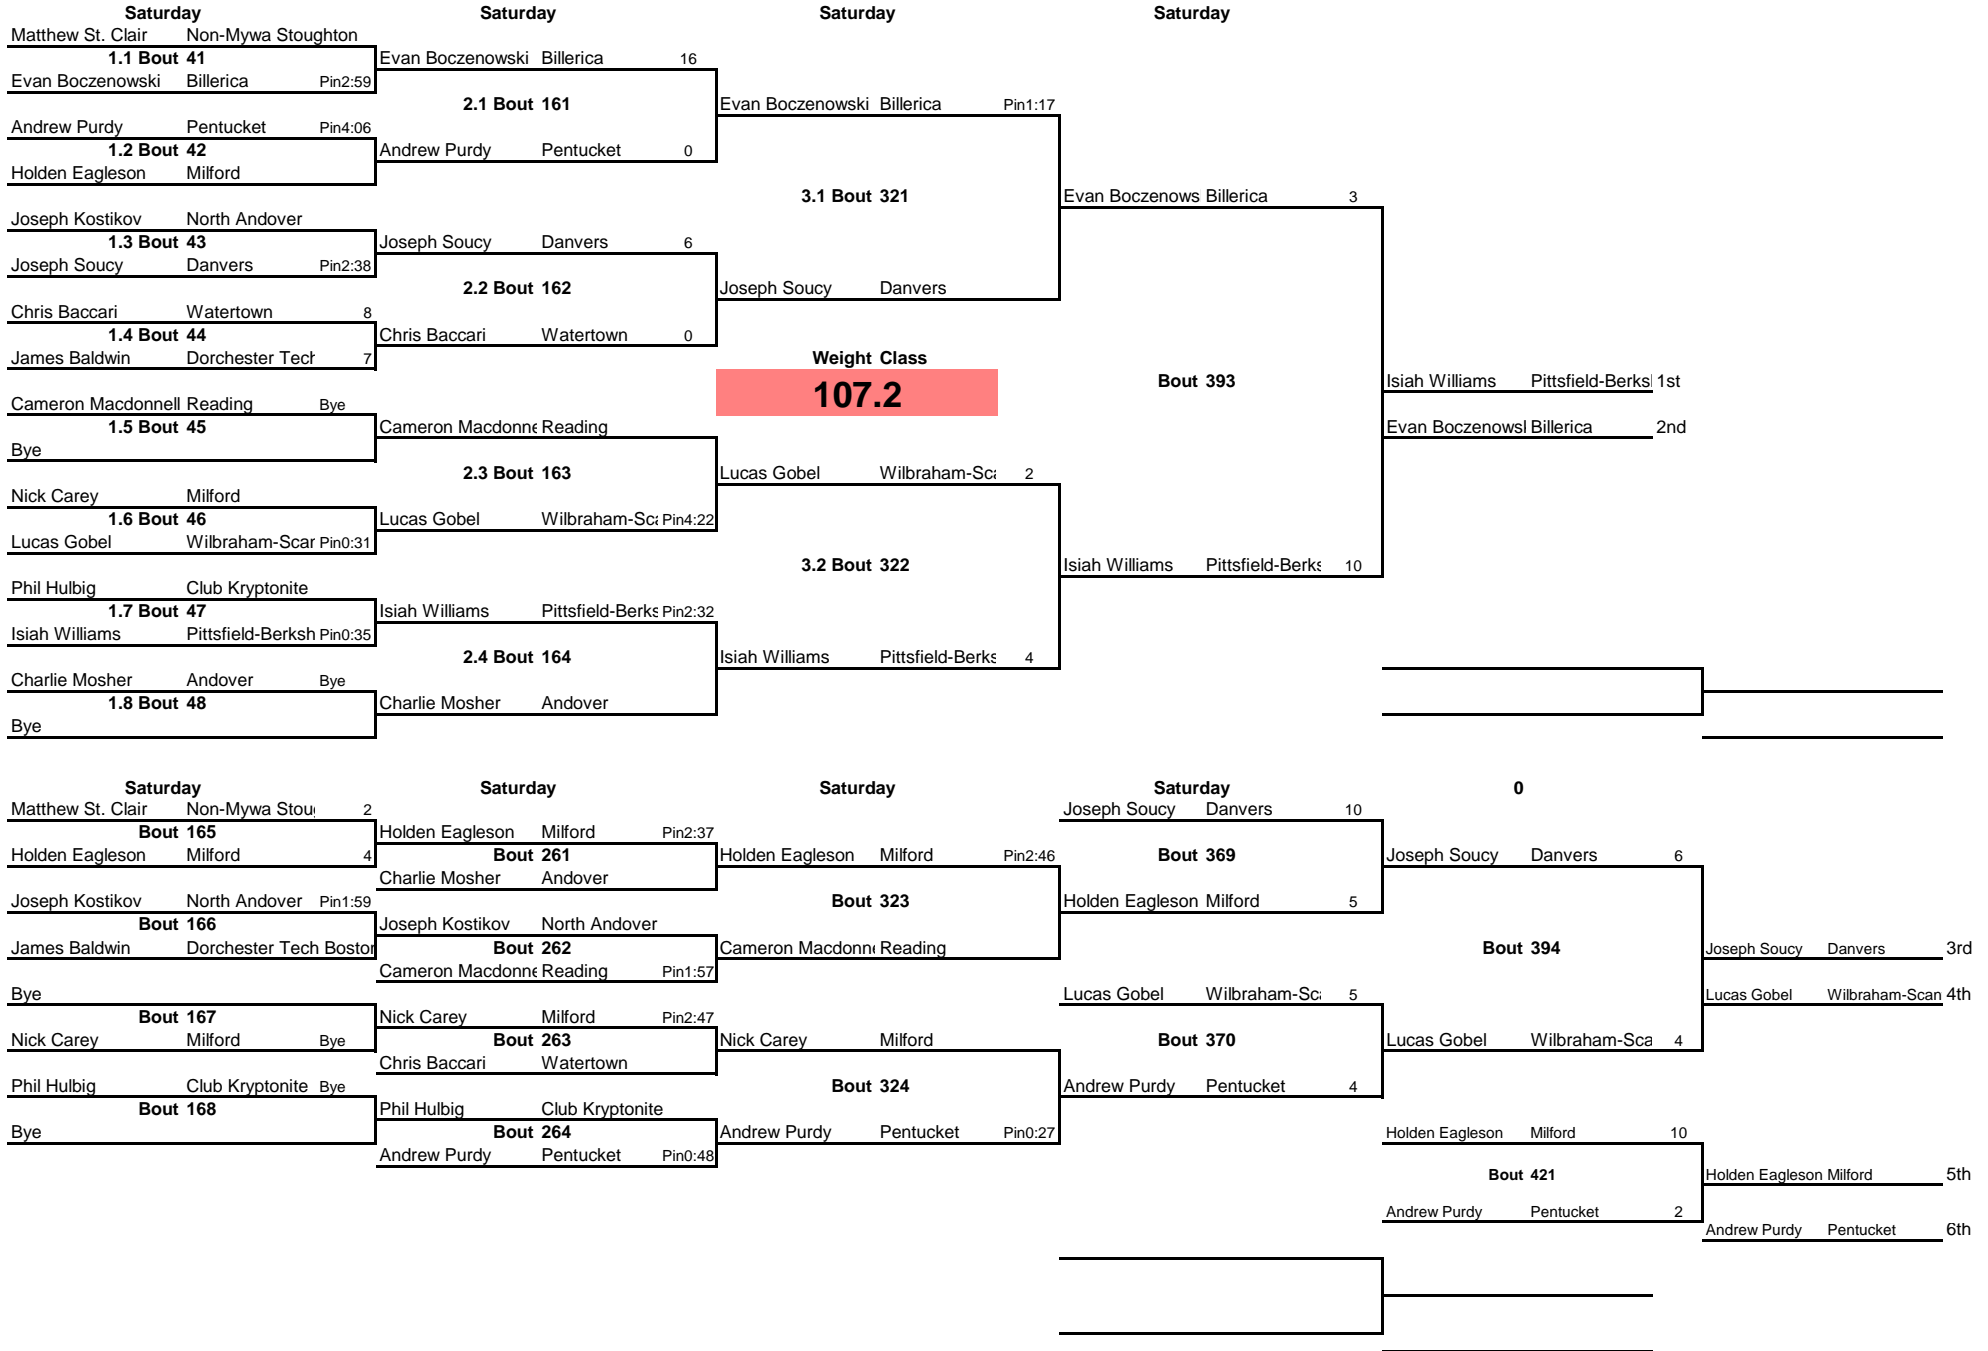 Saturday Saturday Saturday Saturday
Matthew St. Clair Non-Mywa Stoughton
1.1 Bout 41 Evan Boczenowski Billerica 16
Evan Boczenowski Billerica Pin2:59
2.1 Bout 161 Evan Boczenowski Billerica Pin1:17
Andrew Purdy Pentucket Pin4:06
1.2 Bout 42 Andrew Purdy Pentucket 0
Holden Eagleson Milford
3.1 Bout 321 Evan Boczenows Billerica 3
Joseph Kostikov North Andover
1.3 Bout 43 Joseph Soucy Danvers 6
Joseph Soucy Danvers Pin2:38
2.2 Bout 162 Joseph Soucy Danvers
Chris Baccari Watertown 8
1.4 Bout 44 Chris Baccari Watertown 0
James Baldwin Dorchester Tech 7 Weight Class
107.2 Bout 393 Isiah Williams Pittsfield-Berks 1st
Cameron Macdonnell Reading Bye
1.5 Bout 45 Cameron Macdonne Reading Evan Boczenowsl Billerica 2nd
Bye
2.3 Bout 163 Lucas Gobel Wilbraham-Sca 2
Nick Carey Milford
1.6 Bout 46 Lucas Gobel Wilbraham-Sca Pin4:22
Lucas Gobel Wilbraham-Scar Pin0:31
3.2 Bout 322 Isiah Williams Pittsfield-Berks 10
Phil Hulbig Club Kryptonite
1.7 Bout 47 Isiah Williams Pittsfield-Berks Pin2:32
Isiah Williams Pittsfield-Berksh Pin0:35
2.4 Bout 164 Isiah Williams Pittsfield-Berks 4
Charlie Mosher Andover Bye
1.8 Bout 48 Charlie Mosher Andover
Bye
Saturday Saturday Saturday Saturday 0
Matthew St. Clair Non-Mywa Stoug 2 Joseph Soucy Danvers 10
Bout 165 Holden Eagleson Milford Pin2:37
Holden Eagleson Milford 4 Bout 261 Holden Eagleson Milford Pin2:46 Bout 369 Joseph Soucy Danvers 6
Charlie Mosher Andover
Joseph Kostikov North Andover Pin1:59 Bout 323 Holden Eagleson Milford 5
Bout 166 Joseph Kostikov North Andover
James Baldwin Dorchester Tech Boston Bout 262 Cameron Macdonne Reading Bout 394 Joseph Soucy Danvers 3rd
Cameron Macdonne Reading Pin1:57
Bye Lucas Gobel Wilbraham-Sca 5 Lucas Gobel Wilbraham-Scan 4th
Bout 167 Nick Carey Milford Pin2:47
Nick Carey Milford Bye Bout 263 Nick Carey Milford Bout 370 Lucas Gobel Wilbraham-Sca 4
Chris Baccari Watertown
Phil Hulbig Club Kryptonite Bye Bout 324 Andrew Purdy Pentucket 4
Bout 168 Phil Hulbig Club Kryptonite
Bye Bout 264 Andrew Purdy Pentucket Pin0:27 Holden Eagleson Milford 10
Andrew Purdy Pentucket Pin0:48
Bout 421 Holden Eagleson Milford 5th
Andrew Purdy Pentucket 2
Andrew Purdy Pentucket 6th